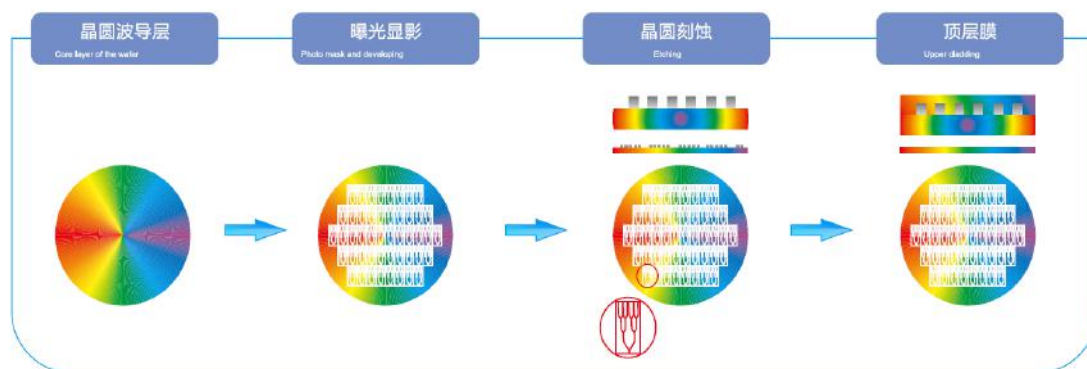 晶圆波导层
Core layer of the wafer
曝光显影
Photo mask and developing
晶圆刻蚀
Etching
顶层膜
Upper cladding